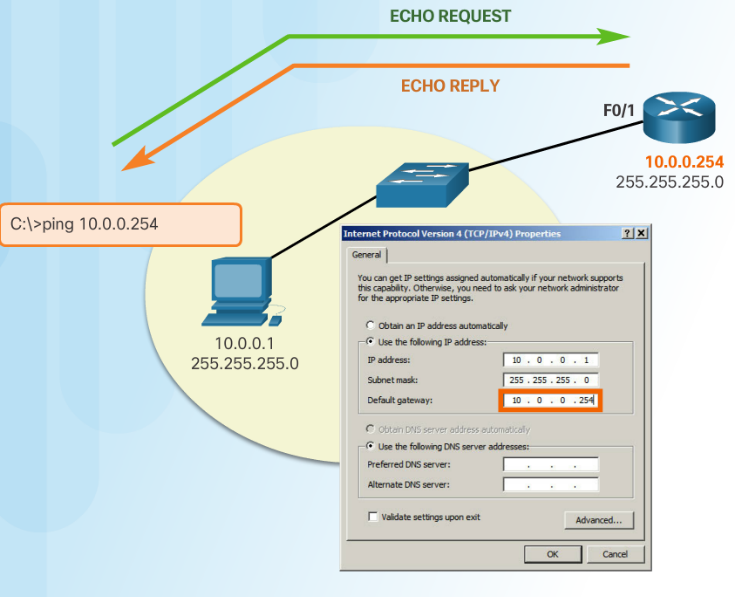 ECHO REQUEST
ECHO REPLY
F0/1
10.0.0.254
255.255.255.0
C:\>ping 10.0.0.254
10.0.0.1
255.255.255.0
Internet Protocol Version 4 (TCP/IPv4) Properties
? X
General
You can get IP settings assigned automatically if your network supports
this capability. Otherwise, you need to ask your network administrator
for the appropriate IP settings.
Obtain an IP address automatically
Use the following IP address:
IP address: 10 . 0 . 0 . 1
Subnet mask: 255 . 255 . 255 . 0
Default gateway: 10 . 0 . 0 . 254
Obtain DNS server address automatically
Use the following DNS server addresses:
Preferred DNS server: . . .
Alternate DNS server: . . .
Validate settings upon exit
Advanced...
OK Cancel